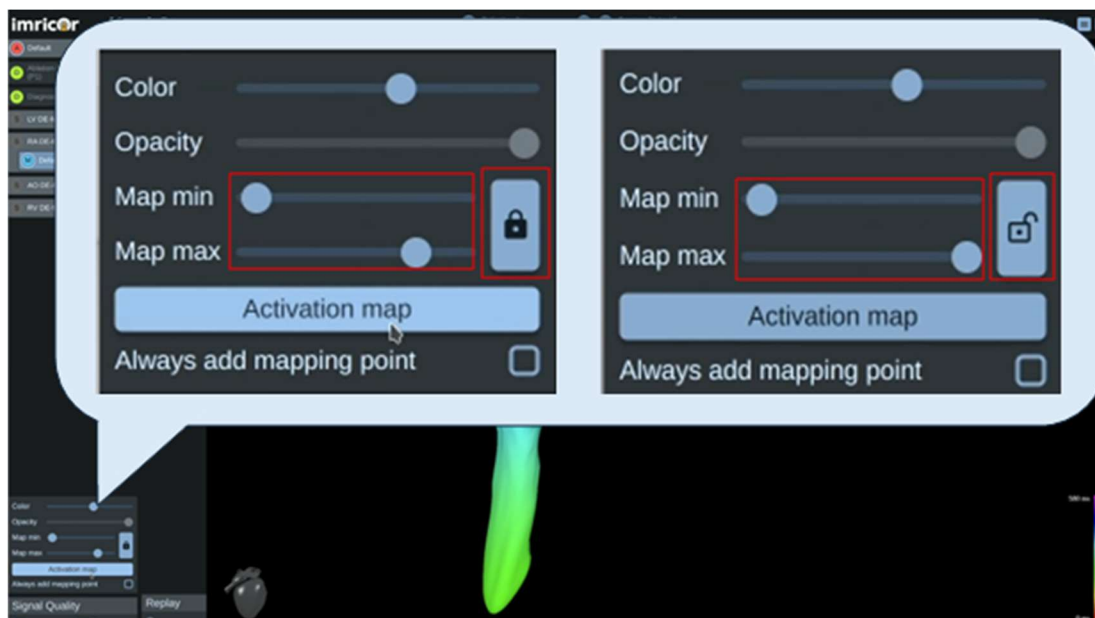 imricor
Color
Opacity
Map min
Map max
Activation map
Always add mapping point
Color
Opacity
Map min
Map max
Activation map
Always add mapping point
Default
(F1)
LV DE-
RA DE-
AO DE-
RV DE-
Color
Opacity
Map min
Map max
Activation map
Always add mapping point
Signal Quality
Replay